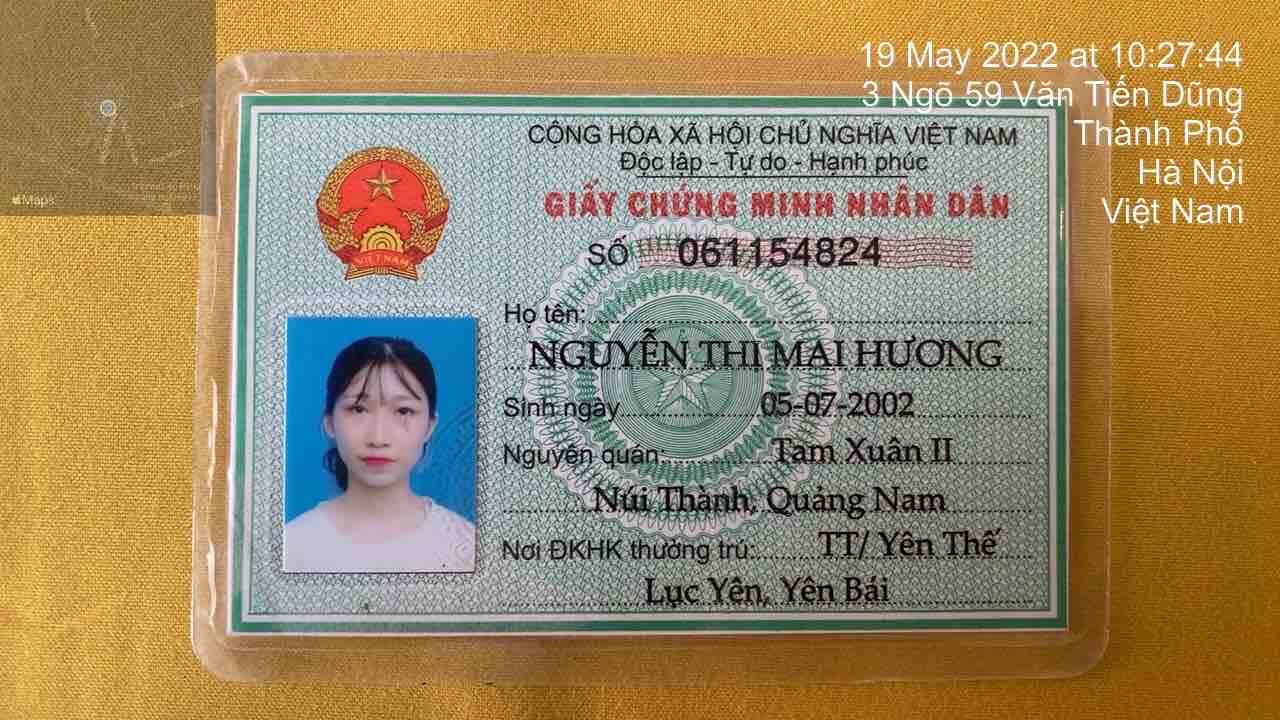 19 May 2022 at 10:27:44
3 Ngõ 59 Văn Tiến Dũng
Thành Phố
Hà Nội
Việt Nam
Maps
CỘNG HÒA XÃ HỘI CHỦ NGHĨA VIỆT NAM
Độc lập - Tự do - Hạnh phúc
GIẤY CHỨNG MINH NHÂN DÂN
SỐ 061154824
VIỆT NAM
Họ tên:
NGUYỄN THI MAI HƯƠNG
Sinh ngày 05-07-2002
Nguyên quán: Tam Xuân II
Núi Thành, Quảng Nam
Nơi ĐKHK thường trú: TT/ Yên Thế
Lục Yên, Yên Bái